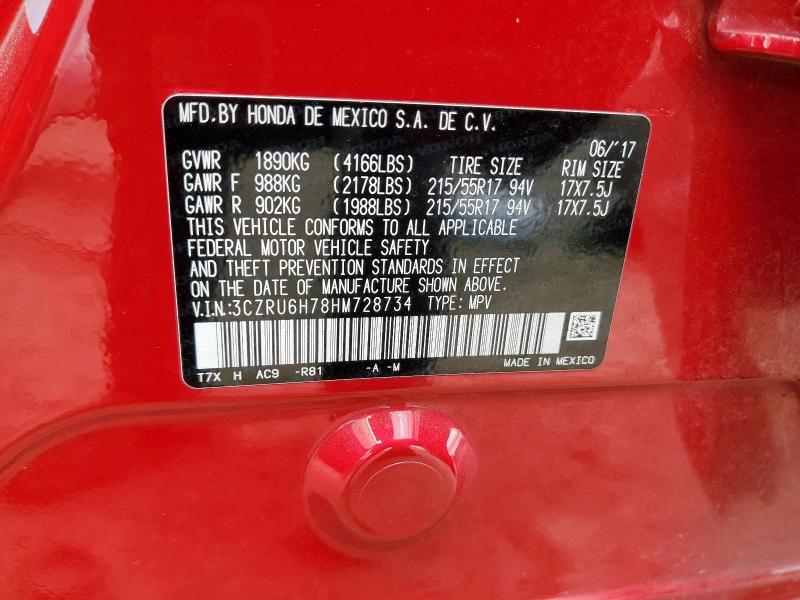 MFD.BY HONDA DE MEXICO S.A. DE C.V.
06/'17
GVWR 1890KG (4166LBS) TIRE SIZE RIM SIZE
GAWR F 988KG (2178LBS) 215/55R17 94V 17X7.5J
GAWR R 902KG (1988LBS) 215/55R17 94V 17X7.5J
THIS VEHICLE CONFORMS TO ALL APPLICABLE
FEDERAL MOTOR VEHICLE SAFETY
AND THEFT PREVENTION STANDARDS IN EFFECT
ON THE DATE OF MANUFACTURE SHOWN ABOVE.
V.I.N.:3CZRU6H78HM728734 TYPE: MPV
T7X H AC9 -R81 -A -M MADE IN MEXICO